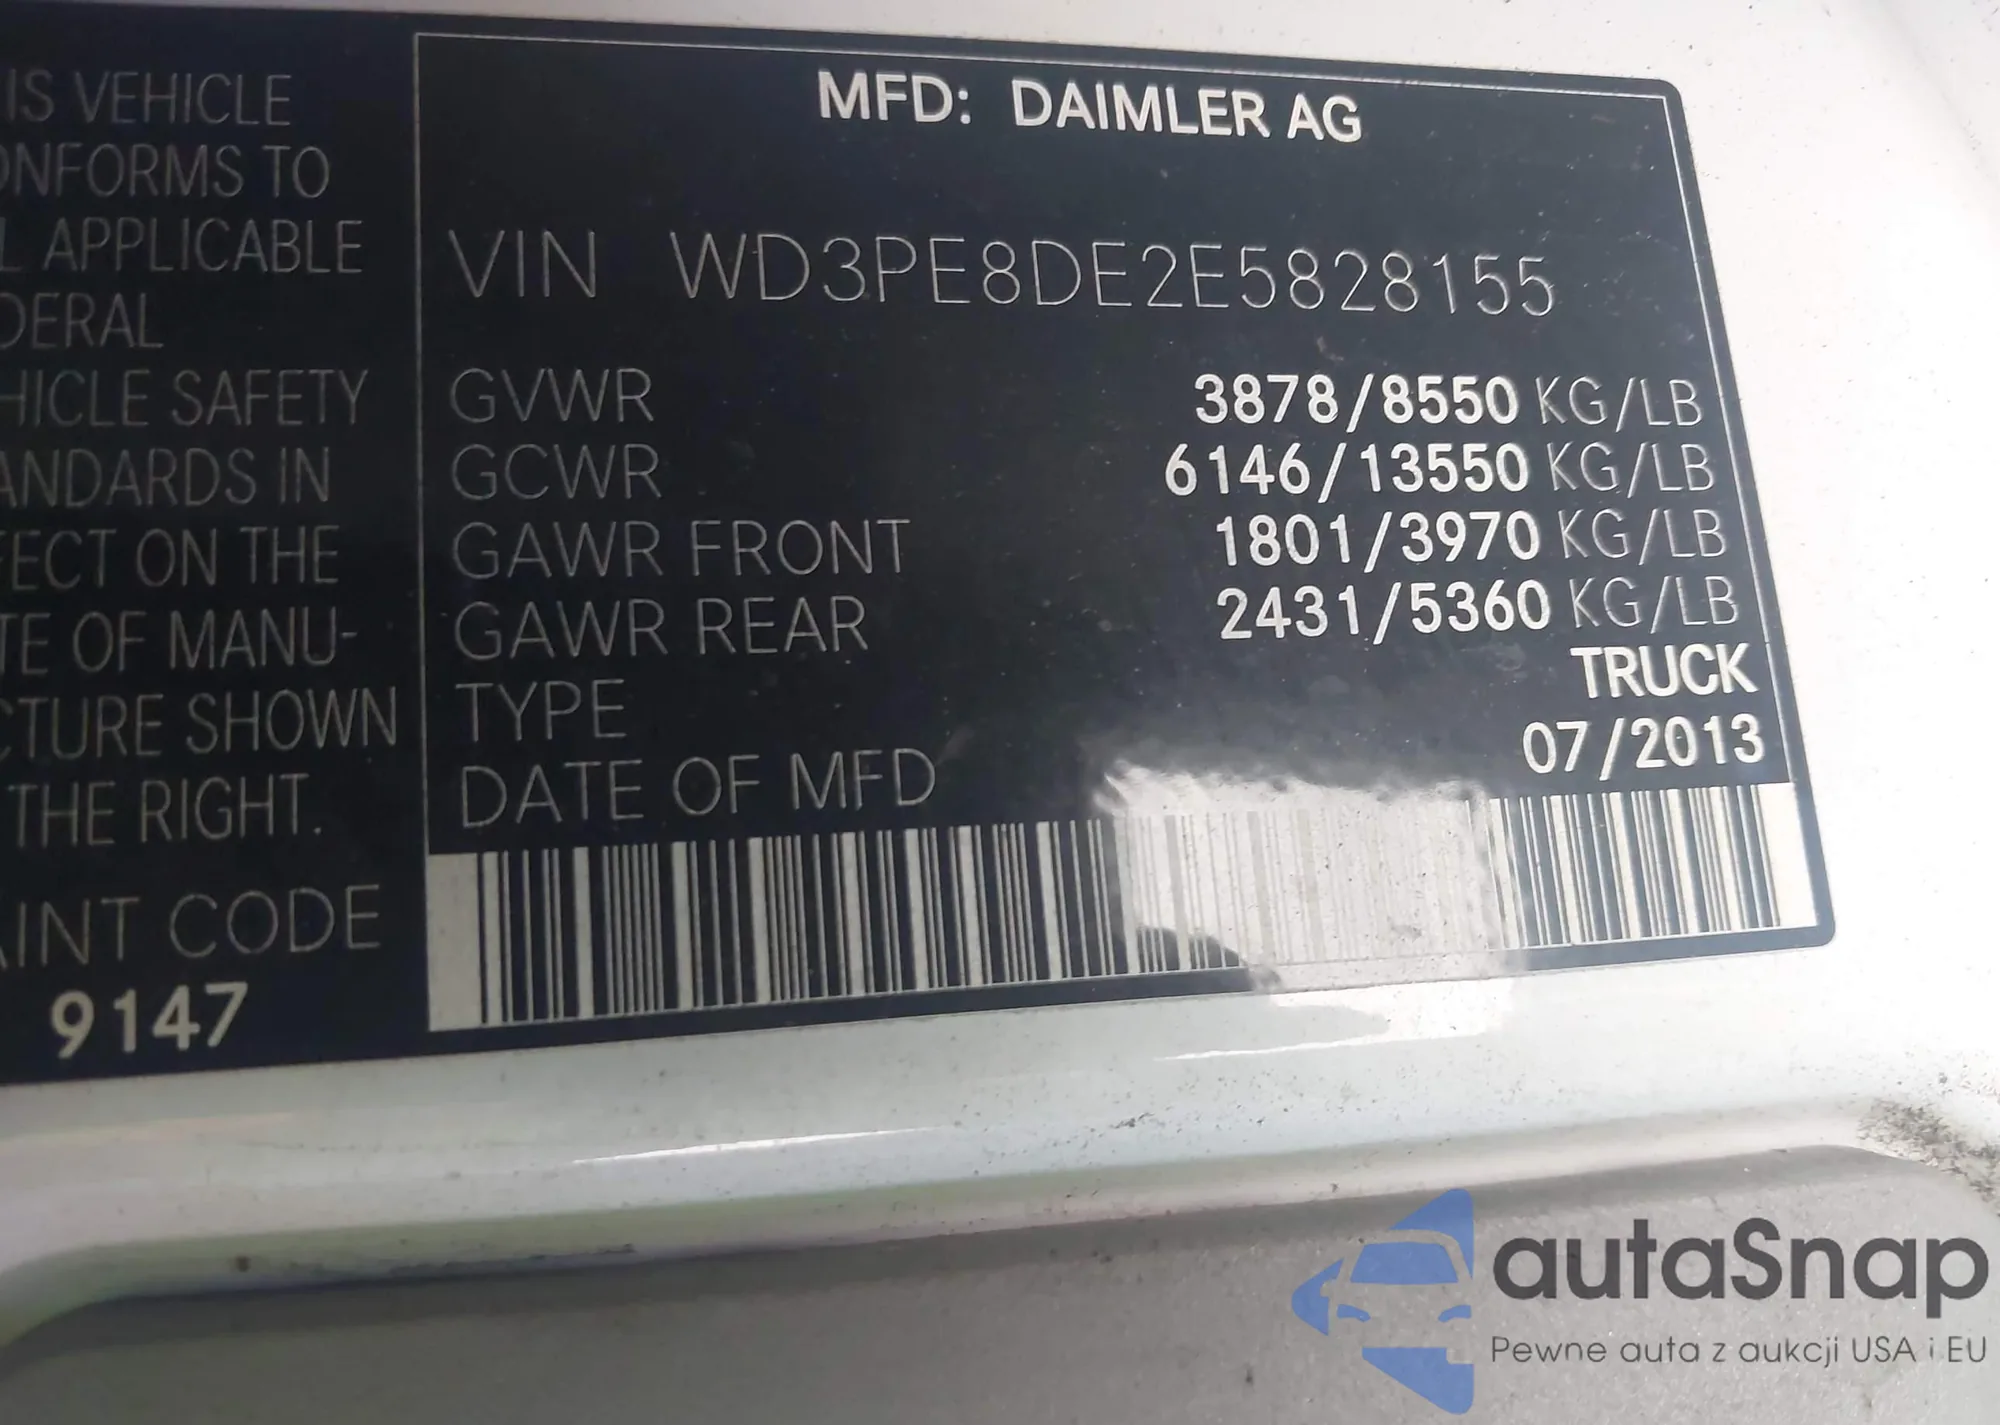 IS VEHICLE
ONFORMS TO
L APPLICABLE
DERAL
HICLE SAFETY
ANDARDS IN
FECT ON THE
TE OF MANU-
CTURE SHOWN
THE RIGHT.
AINT CODE
9147
MFD: DAIMLER AG
VIN WD3PE8DE2E5828155
GVWR 3878/8550 KG/LB
GCWR 6146/13550 KG/LB
GAWR FRONT 1801/3970 KG/LB
GAWR REAR 2431/5360 KG/LB
TYPE TRUCK
DATE OF MFD 07/2013
autaSnap
Pewne auta z aukcji USA i EU